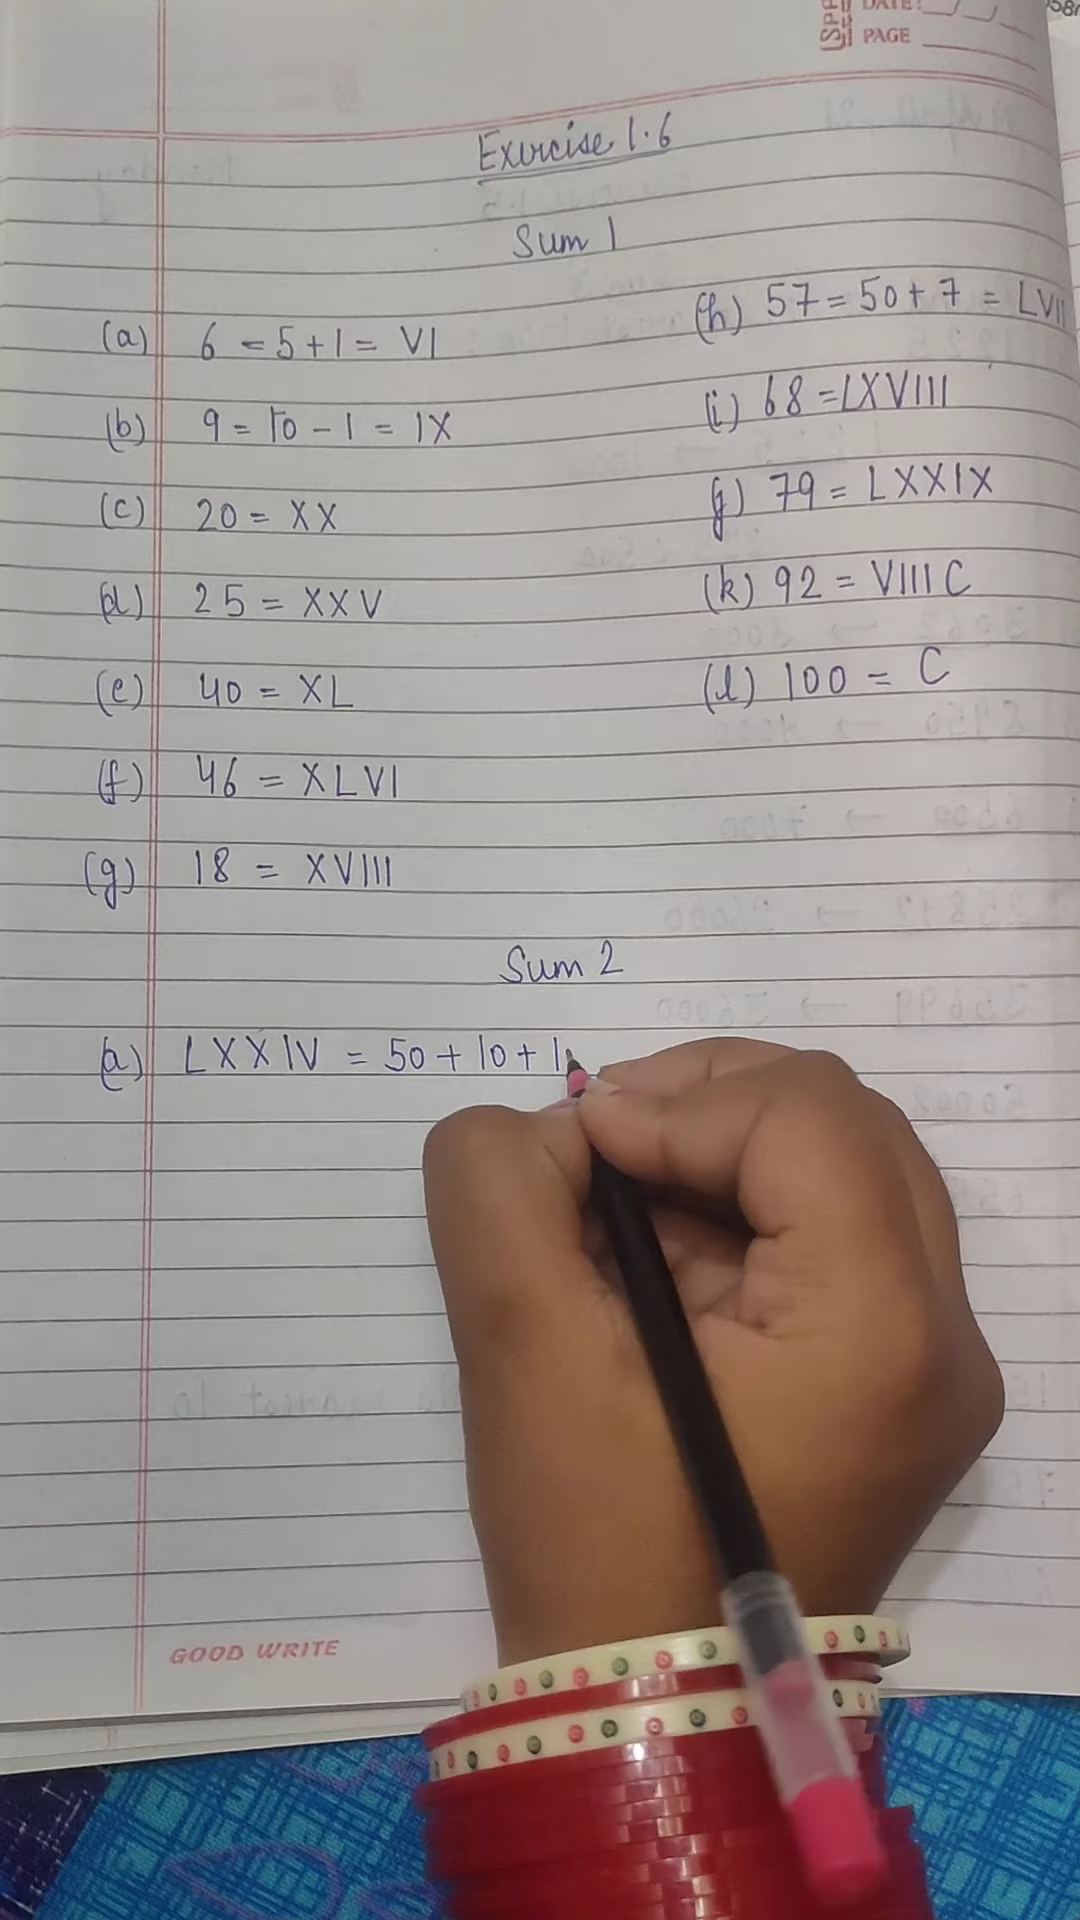 DATE:
PAGE
Exercise 1.6
Sum 1
(a) 6 = 5+1 = VI
(b) 9 = 10 - 1 = IX
(c) 20 = XX
(d) 25 = XXV
(e) 40 = XL
(f) 46 = XLVI
(g) 18 = XVIII
(h) 57 = 50 + 7 = LVII
(i) 68 = LXVIII
(j) 79 = LXXIX
(k) 92 = VIIIC
(l) 100 = C
Sum 2
(a) LXXIV = 50 + 10 + 1
GOOD WRITE